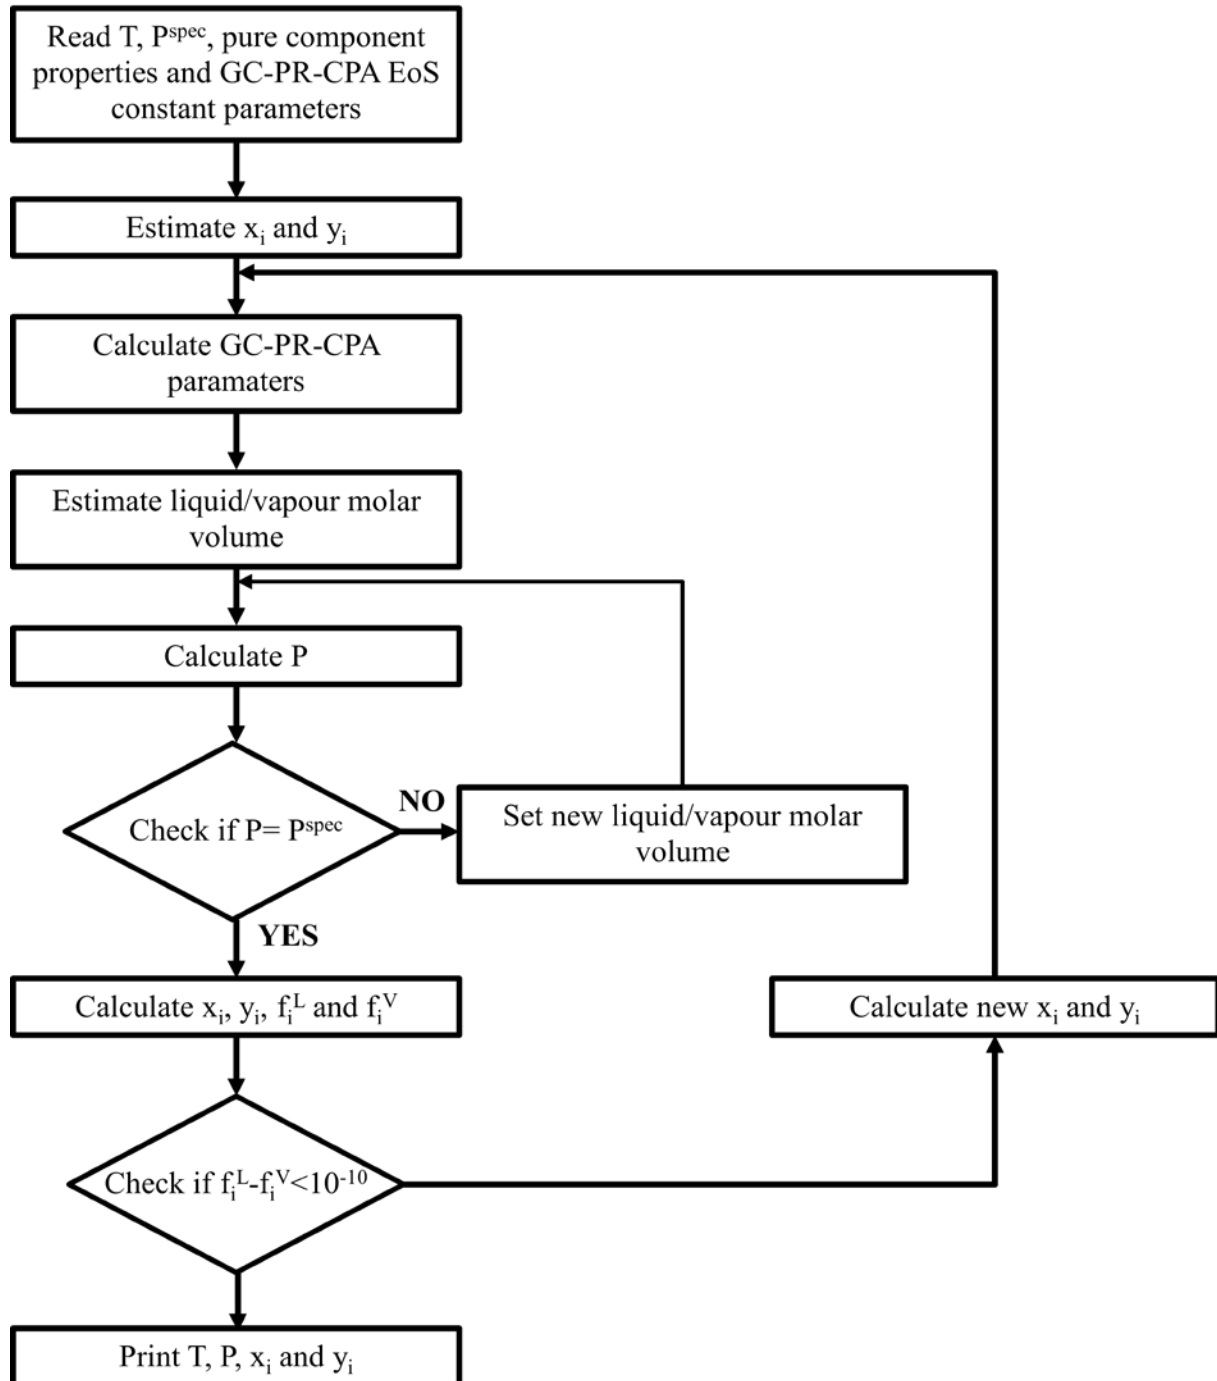 Read T, Pˢᵖᵉᶜ, pure component
properties and GC-PR-CPA EoS
constant parameters
Estimate xᵢ and yᵢ
Calculate GC-PR-CPA
paramaters
Estimate liquid/vapour molar
volume
Calculate P
Check if P= Pˢᵖᵉᶜ
NO
Set new liquid/vapour molar
volume
YES
Calculate xᵢ, yᵢ, fᵢᴸ and fᵢⱽ
Calculate new xᵢ and yᵢ
Check if fᵢᴸ-fᵢⱽ<10⁻¹⁰
Print T, P, xᵢ and yᵢ